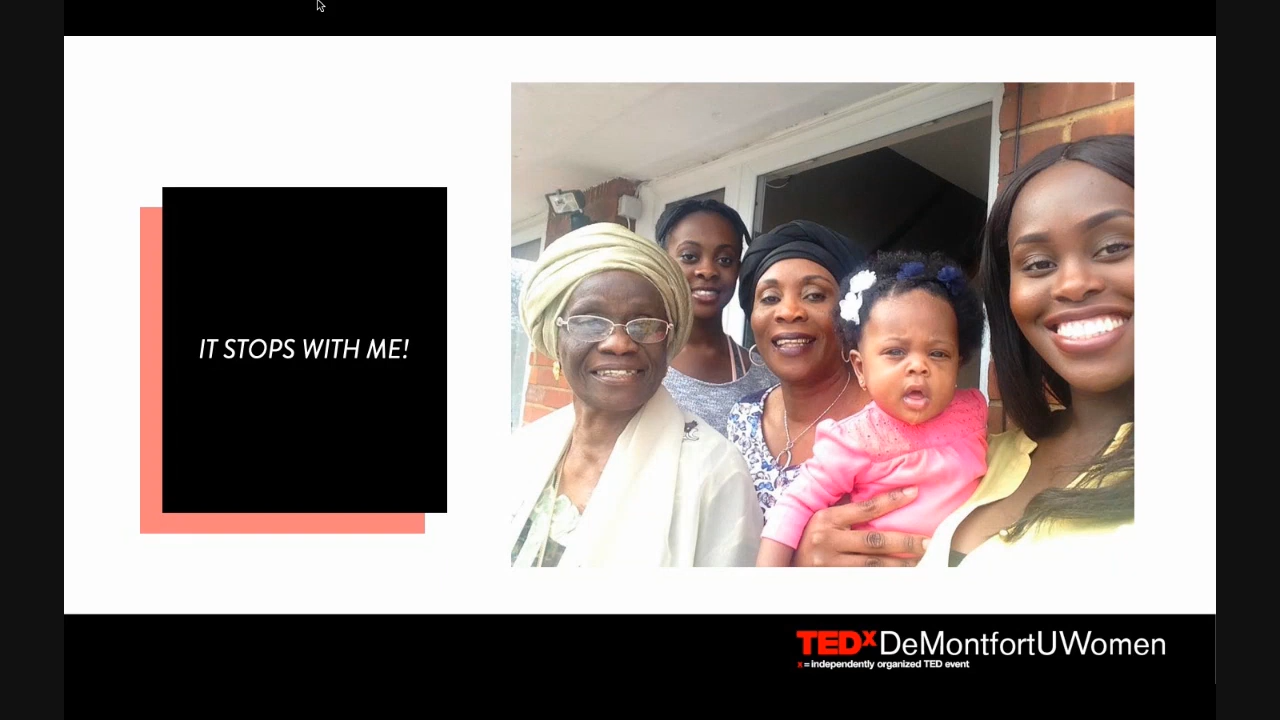 IT STOPS WITH ME!
TEDxDeMontfortUWomen
x = independently organized TED event